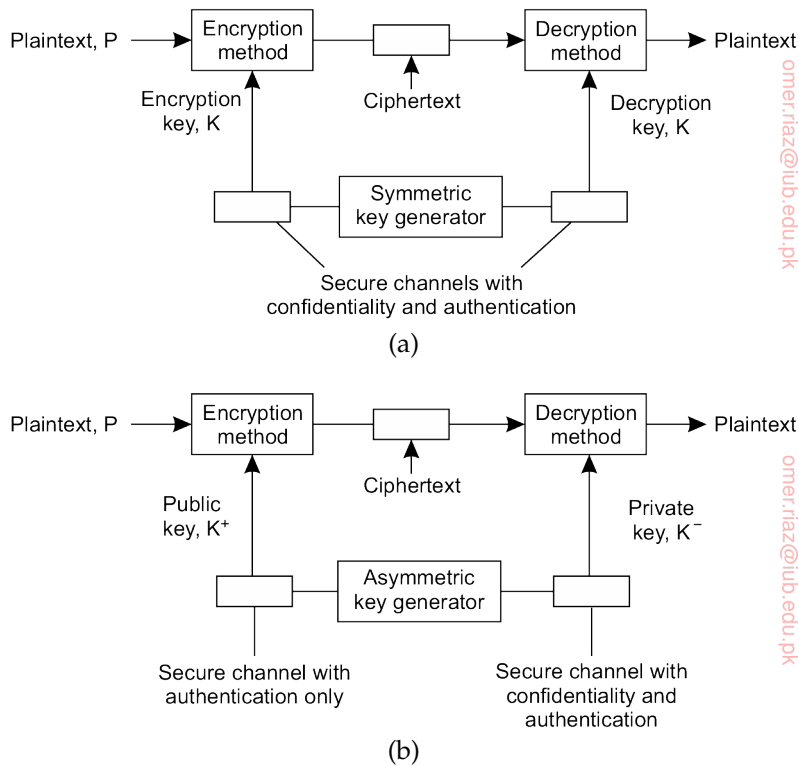 Plaintext, P
Encryption
method
Decryption
method
Plaintext
Encryption
key, K
Ciphertext
Decryption
key, K
Symmetric
key generator
Secure channels with
confidentiality and authentication
(a)
omer.riaz@iub.edu.pk
Plaintext, P
Encryption
method
Decryption
method
Plaintext
Ciphertext
Public
key, K⁺
Private
key, K⁻
Asymmetric
key generator
Secure channel with
authentication only
Secure channel with
confidentiality and
authentication
(b)
omer.riaz@iub.edu.pk